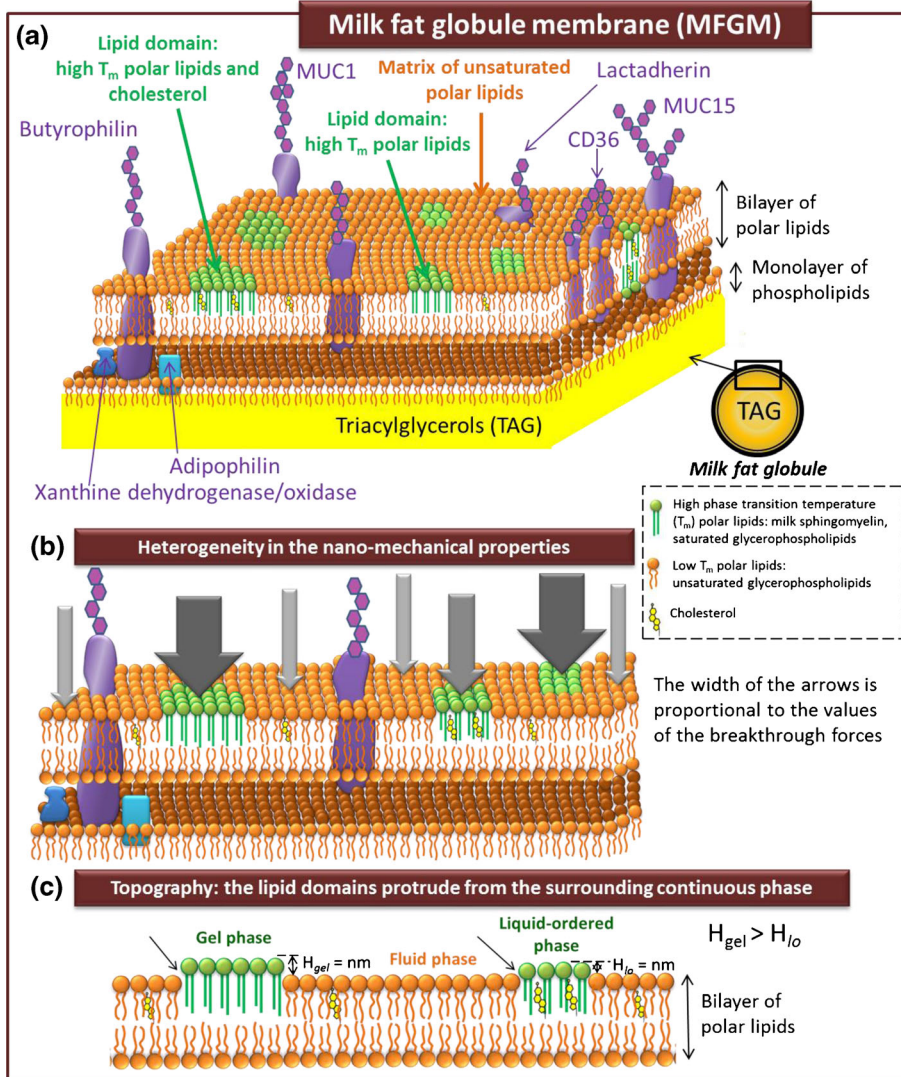 Milk fat globule membrane (MFGM)
(a)
Lipid domain:
high Tm polar lipids and
cholesterol
MUC1
Matrix of unsaturated
polar lipids
Lactadherin
MUC15
Butyrophilin
Lipid domain:
high Tm polar lipids
CD36
Bilayer of
polar lipids
Monolayer of
phospholipids
Triacylglycerols (TAG)
TAG
Milk fat globule
Adipophilin
Xanthine dehydrogenase/oxidase
High phase transition temperature
(Tm) polar lipids: milk sphingomyelin,
saturated glycerophospholipids
Low Tm polar lipids:
unsaturated glycerophospholipids
Cholesterol
(b)
Heterogeneity in the nano-mechanical properties
The width of the arrows is
proportional to the values
of the breakthrough forces
(c)
Topography: the lipid domains protrude from the surrounding continuous phase
Gel phase
Hgel = nm
Fluid phase
Liquid-ordered
phase
Hlo = nm
Hgel > Hlo
Bilayer of
polar lipids